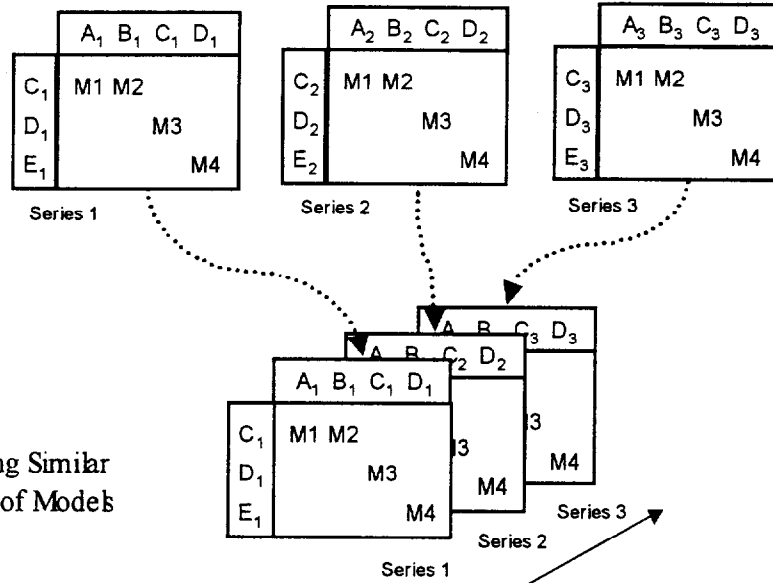 A₁ B₁ C₁ D₁
C₁ M1 M2
D₁ M3
E₁ M4
Series 1
A₂ B₂ C₂ D₂
C₂ M1 M2
D₂ M3
E₂ M4
Series 2
A₃ B₃ C₃ D₃
C₃ M1 M2
D₃ M3
E₃ M4
Series 3
C₃ D₃
M4
Series 3
C₂ D₂
M4
Series 2
A₁ B₁ C₁ D₁
C₁ M1 M2
D₁ M3
E₁ M4
Series 1
Similar
of Models